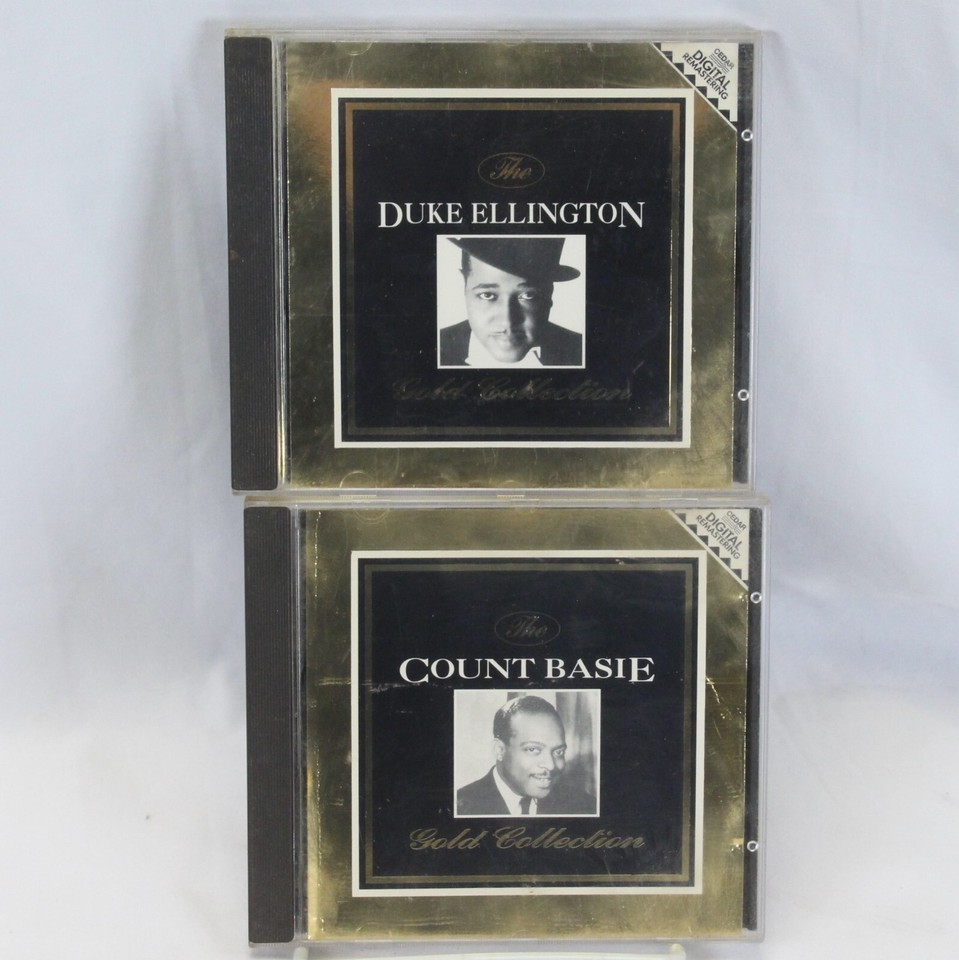 CEDAR
DIGITAL
REMASTERING
The
DUKE ELLINGTON
Gold Collection
CEDAR
DIGITAL
REMASTERING
The
COUNT BASIE
Gold Collection